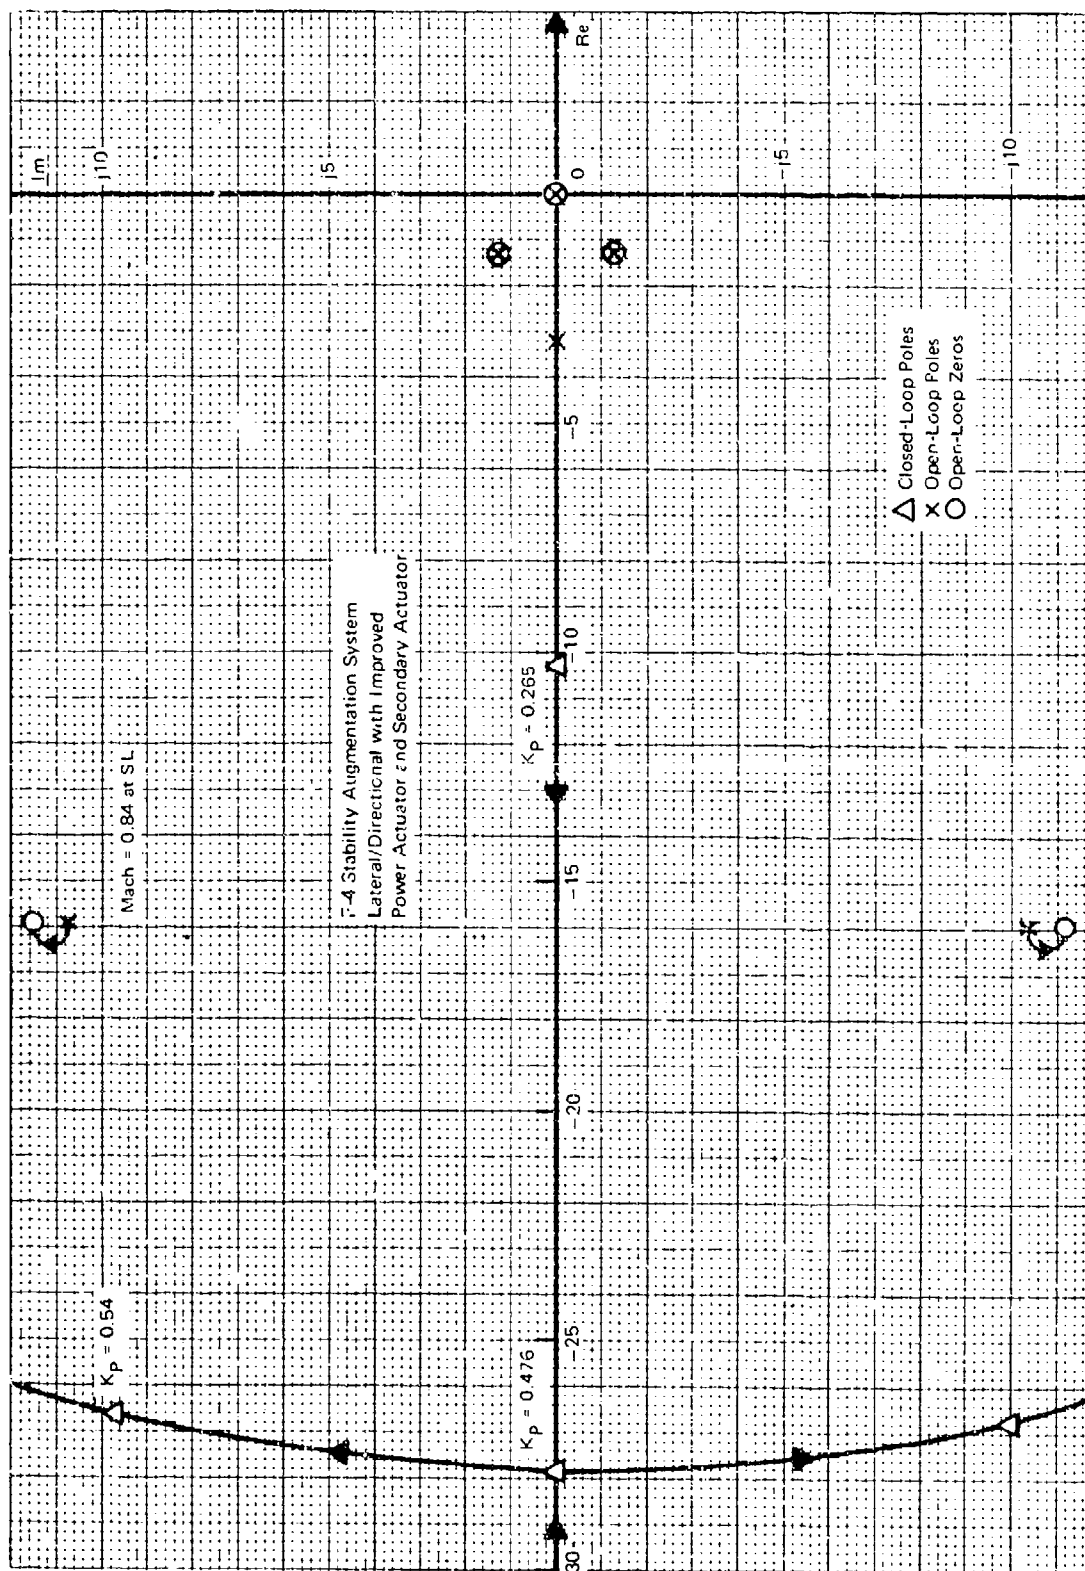 Im
j10
j5
0
-j5
j10
Re
-5
-10
-15
-20
-25
30
Mach = 0.84 at SL
F-4 Stability Augmentation System
Lateral/Directional with Improved
Power Actuator and Secondary Actuator
Kp = 0.265
Kp = 0.476
Kp = 0.54
△ Closed-Loop Poles
× Open-Loop Poles
○ Open-Loop Zeros